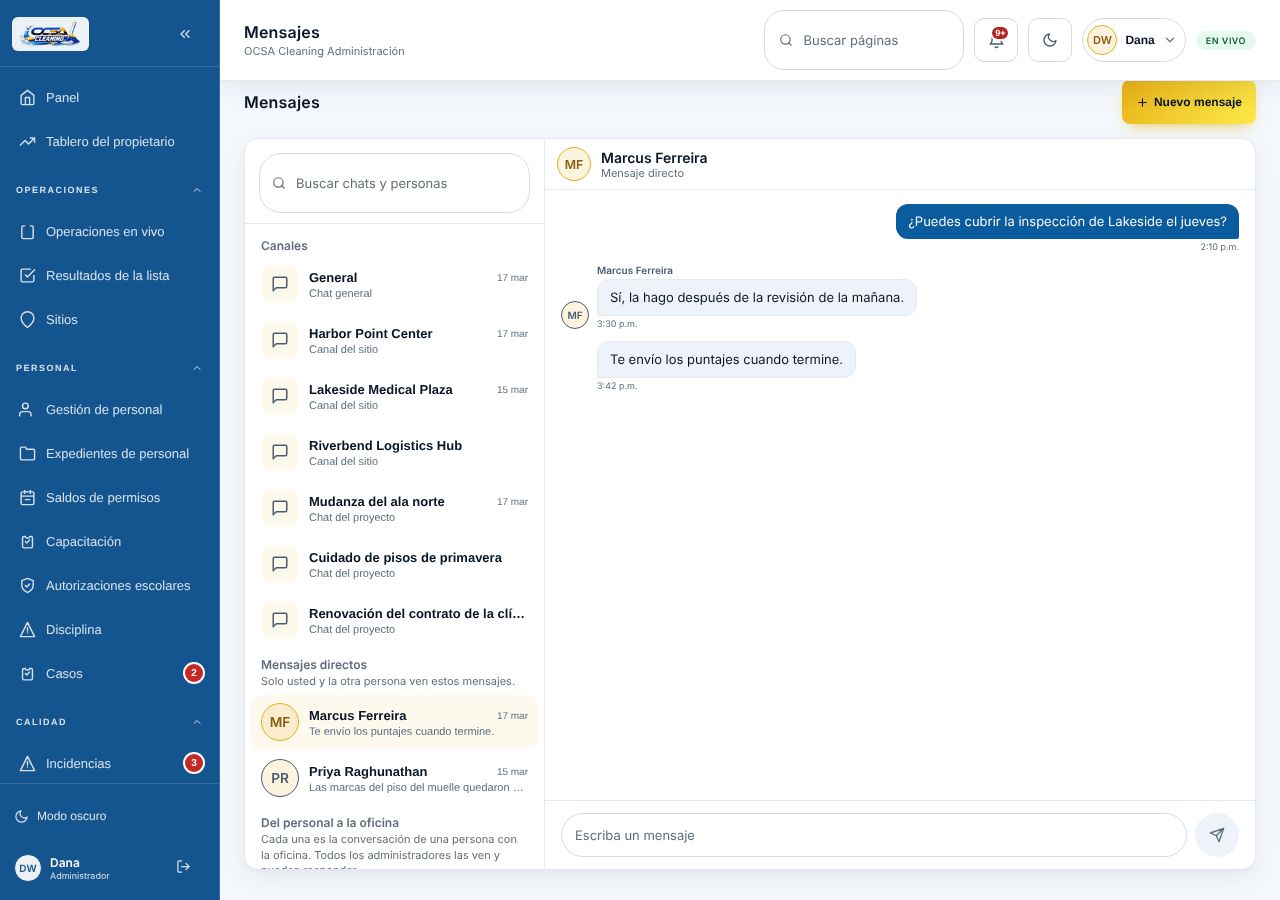 OCSA
CLEANING
Panel
Tablero del propietario
OPERACIONES
Operaciones en vivo
Resultados de la lista
Sitios
PERSONAL
Gestión de personal
Expedientes de personal
Saldos de permisos
Capacitación
Autorizaciones escolares
Disciplina
Casos
2
CALIDAD
Incidencias
3
Modo oscuro
DW
Dana
Administrador
Mensajes
OCSA Cleaning Administración
Buscar páginas
9+
DW
Dana
EN VIVO
Mensajes
+ Nuevo mensaje
Buscar chats y personas
Canales
General
17 mar
Chat general
Harbor Point Center
17 mar
Canal del sitio
Lakeside Medical Plaza
15 mar
Canal del sitio
Riverbend Logistics Hub
Canal del sitio
Mudanza del ala norte
17 mar
Chat del proyecto
Cuidado de pisos de primavera
Chat del proyecto
Renovación del contrato de la clí...
Chat del proyecto
Mensajes directos
Solo usted y la otra persona ven estos mensajes.
MF
Marcus Ferreira
17 mar
Te envío los puntajes cuando termine.
PR
Priya Raghunathan
15 mar
Las marcas del piso del muelle quedaron ...
Del personal a la oficina
Cada una es la conversación de una persona con
la oficina. Todos los administradores las ven y
MF
Marcus Ferreira
Mensaje directo
¿Puedes cubrir la inspección de Lakeside el jueves?
2:10 p.m.
Marcus Ferreira
MF
Sí, la hago después de la revisión de la mañana.
3:30 p.m.
Te envío los puntajes cuando termine.
3:42 p.m.
Escriba un mensaje